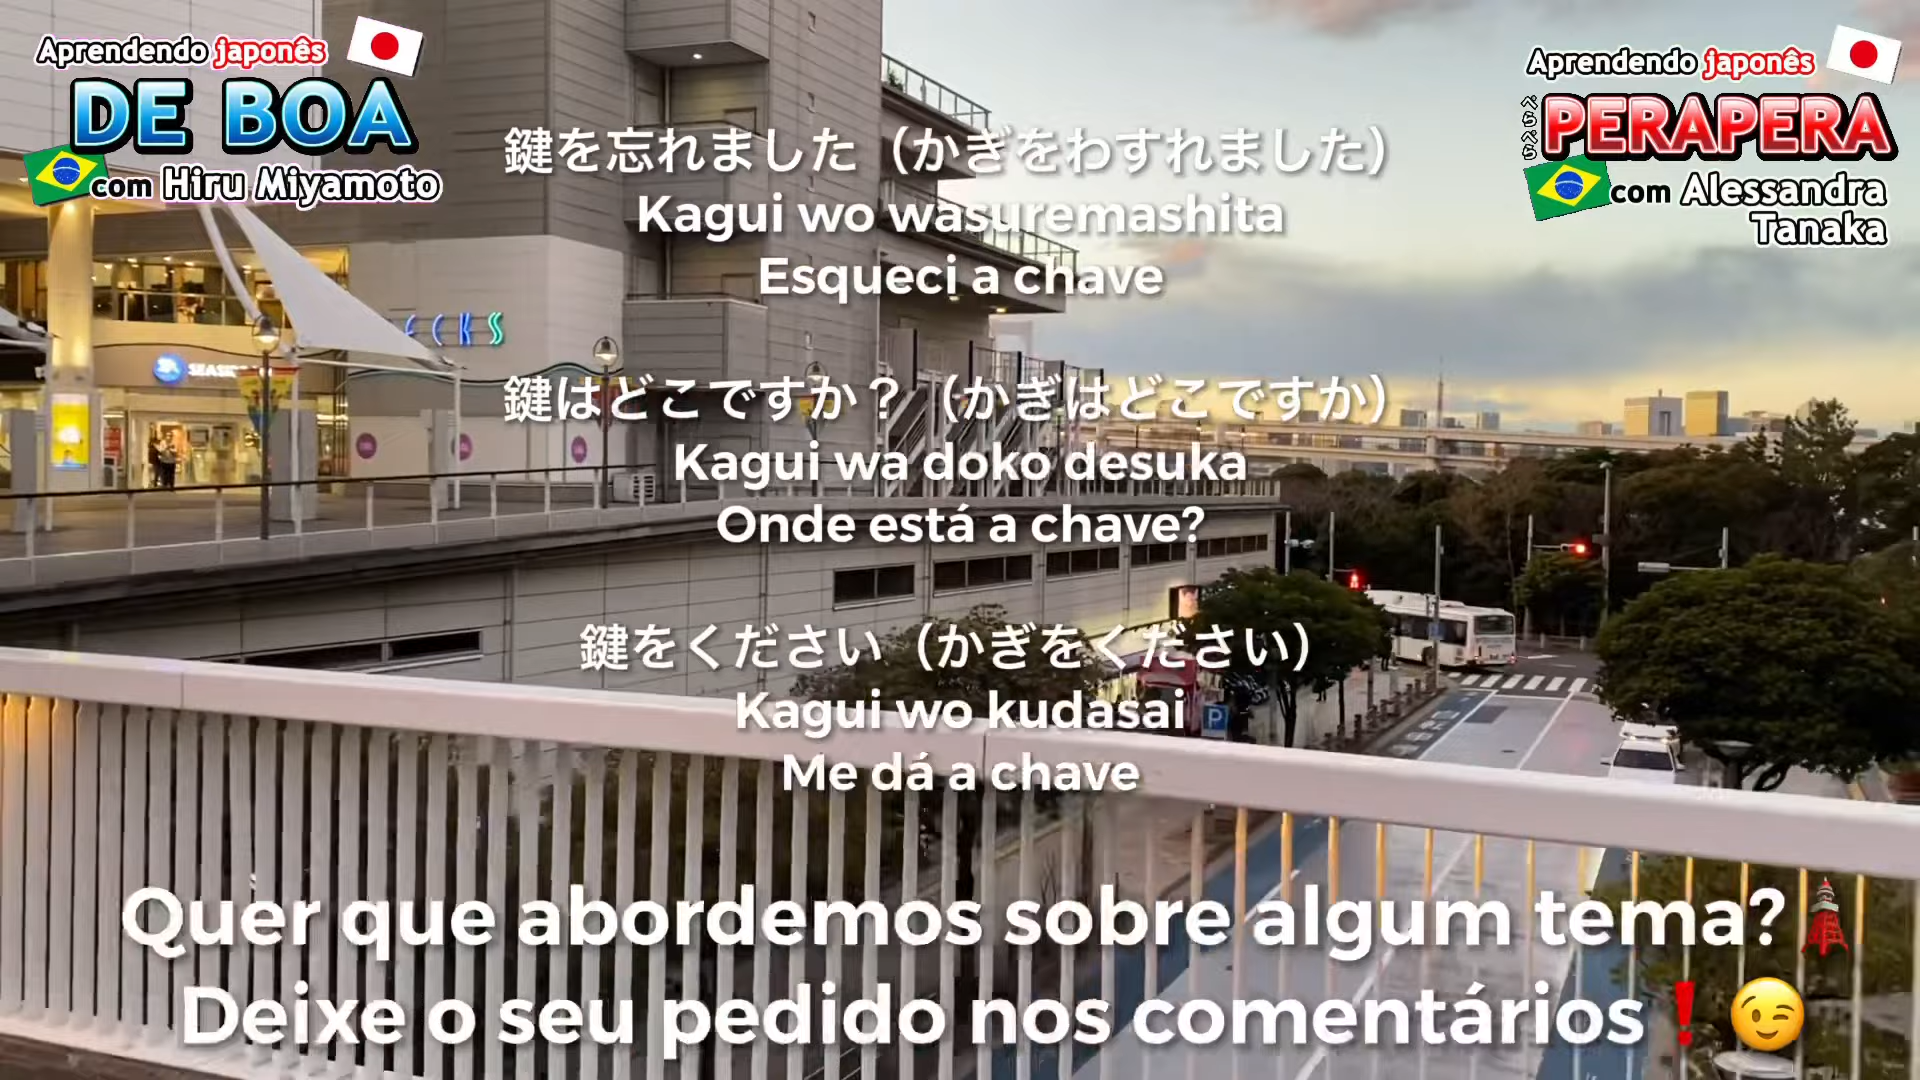 Aprendendo japonês
DE BOA
com Hiru Miyamoto
Aprendendo japonês
ぺらぺら
PERAPERA
com Alessandra
Tanaka
鍵を忘れました（かぎをわすれました）
Kagui wo wasuremashita
Esqueci a chave
鍵はどこですか？（かぎはどこですか）
Kagui wa doko desuka
Onde está a chave?
鍵をください（かぎをください）
Kagui wo kudasai
Me dá a chave
P
Quer que abordemos sobre algum tema?
Deixe o seu pedido nos comentários❗😉